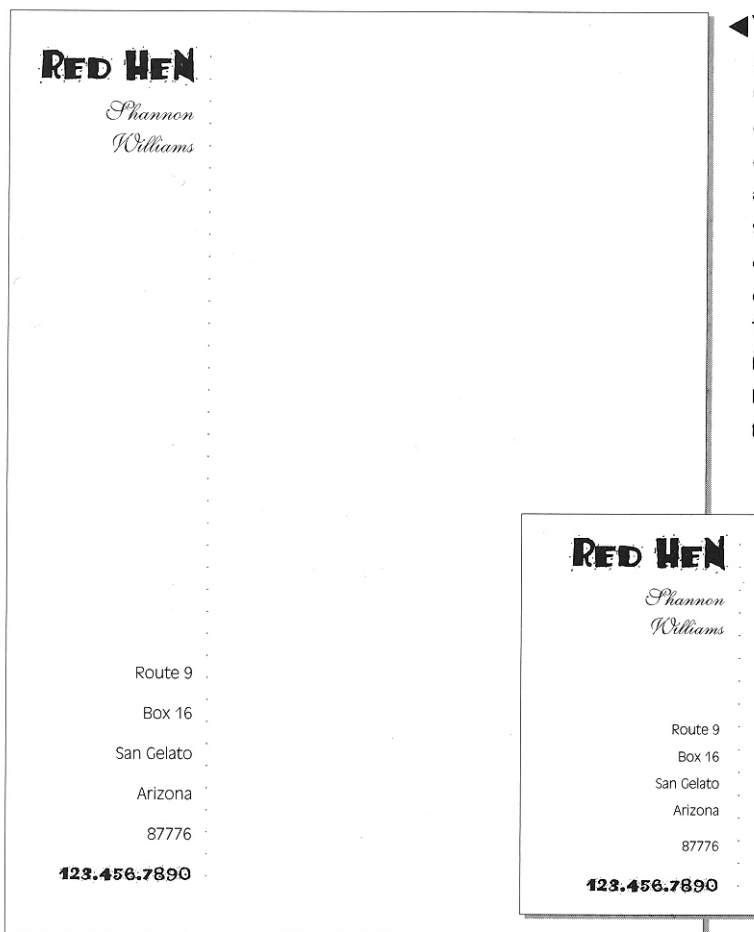 RED HEN
Shannon
Williams
Route 9
Box 16
San Gelato
Arizona
87776
123.456.7890
RED HEN
Shannon
Williams
Route 9
Box 16
San Gelato
Arizona
87776
123.456.7890